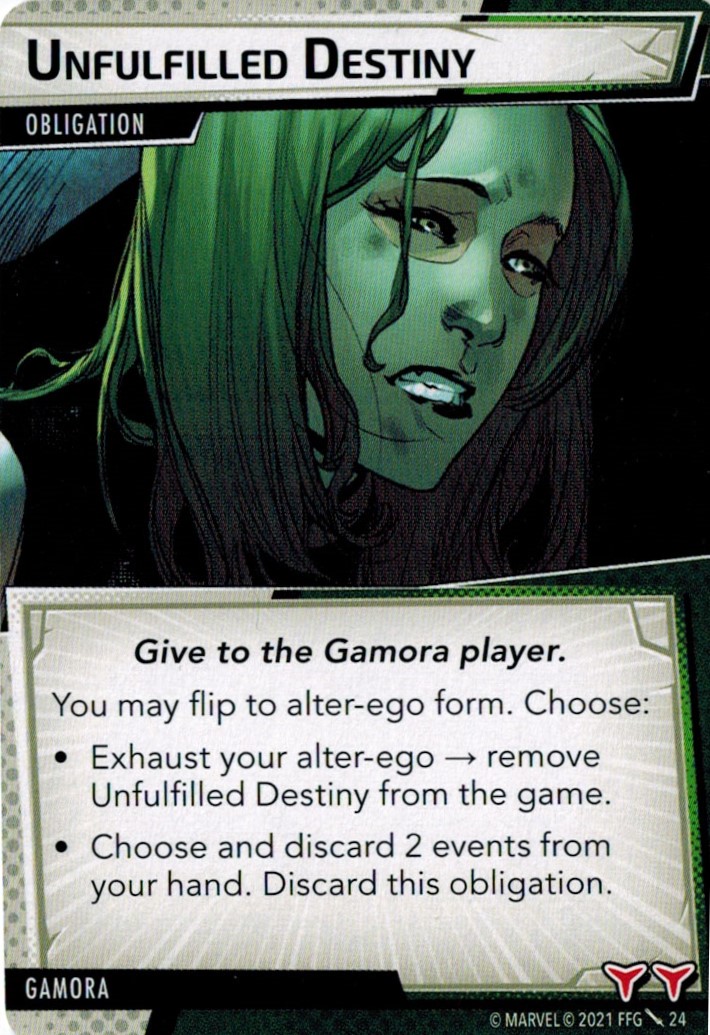 UNFULFILLED DESTINY
OBLIGATION
Give to the Gamora player.
You may flip to alter-ego form. Choose:
• Exhaust your alter-ego → remove
Unfulfilled Destiny from the game.
• Choose and discard 2 events from
your hand. Discard this obligation.
GAMORA
© MARVEL © 2021 FFG 24